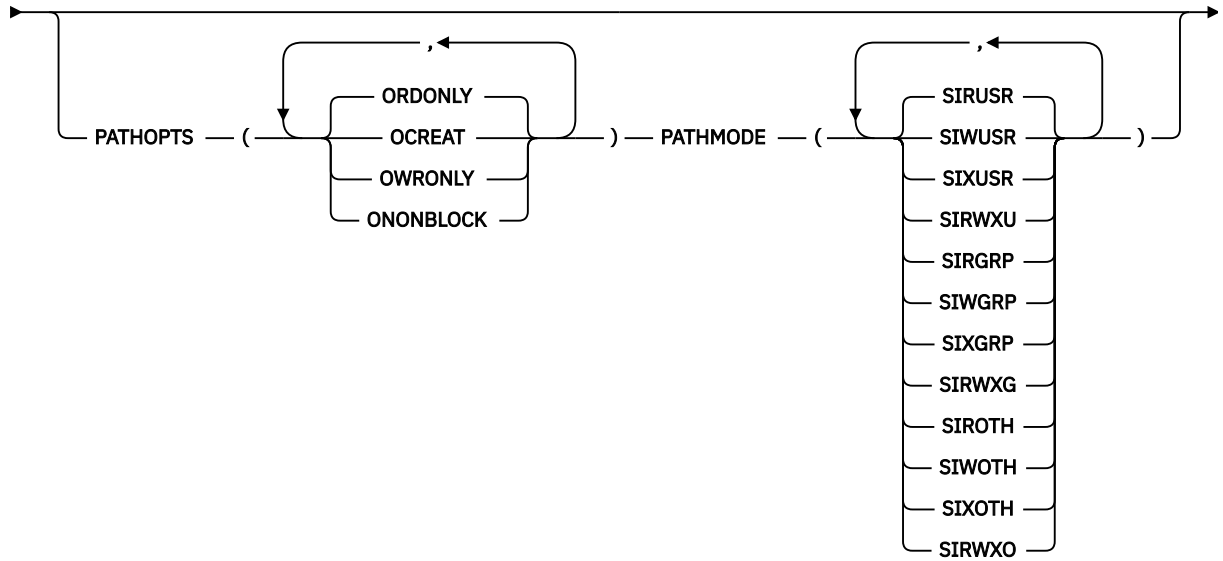 , ,
ORDONLY SIRUSR
PATHOPTS ( OCREAT ) PATHMODE ( SIWUSR )
OWRONLY SIXUSR
ONONBLOCK SIRWXU
SIRGRP
SIWGRP
SIXGRP
SIRWXG
SIROTH
SIWOTH
SIXOTH
SIRWXO